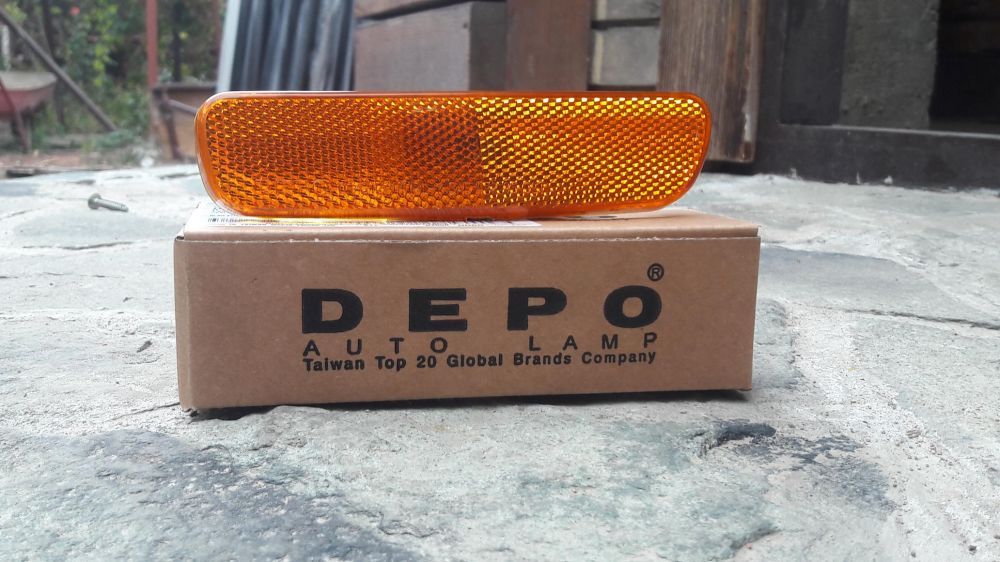 DEPO®
AUTO LAMP
Taiwan Top 20 Global Brands Company